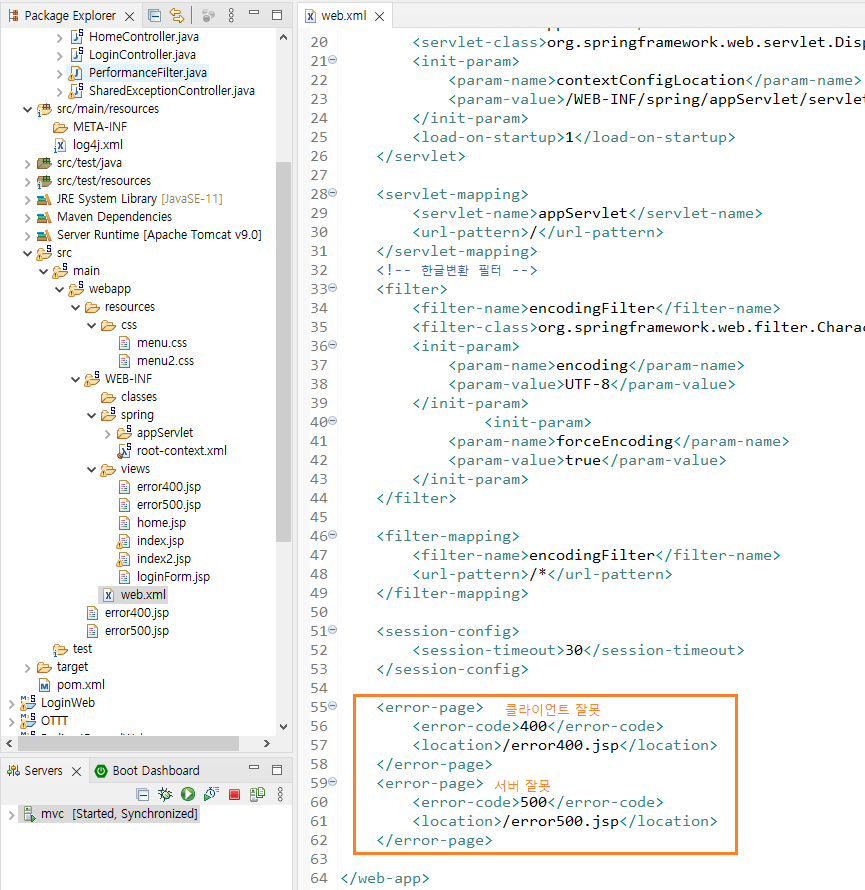 Package Explorer
HomeController.java
LoginController.java
PerformanceFilter.java
SharedExceptionController.java
src/main/resources
META-INF
log4j.xml
src/test/java
src/test/resources
JRE System Library [JavaSE-11]
Maven Dependencies
Server Runtime [Apache Tomcat v9.0]
src
main
webapp
resources
css
menu.css
menu2.css
WEB-INF
classes
spring
appServlet
root-context.xml
views
error400.jsp
error500.jsp
home.jsp
index.jsp
index2.jsp
loginForm.jsp
web.xml
error400.jsp
error500.jsp
test
target
pom.xml
LoginWeb
OTTT
Servers
Boot Dashboard
mvc [Started, Synchronized]
web.xml
20 <servlet-class>org.springframework.web.servlet.Disp
21 <init-param>
22 <param-name>contextConfigLocation</param-name>
23 <param-value>/WEB-INF/spring/appServlet/servlet
24 </init-param>
25 <load-on-startup>1</load-on-startup>
26 </servlet>
27
28 <servlet-mapping>
29 <servlet-name>appServlet</servlet-name>
30 <url-pattern>/</url-pattern>
31 </servlet-mapping>
32 <!-- 한글변환 필터 -->
33 <filter>
34 <filter-name>encodingFilter</filter-name>
35 <filter-class>org.springframework.web.filter.Charac
36 <init-param>
37 <param-name>encoding</param-name>
38 <param-value>UTF-8</param-value>
39 </init-param>
40 <init-param>
41 <param-name>forceEncoding</param-name>
42 <param-value>true</param-value>
43 </init-param>
44 </filter>
45
46 <filter-mapping>
47 <filter-name>encodingFilter</filter-name>
48 <url-pattern>/*</url-pattern>
49 </filter-mapping>
50
51 <session-config>
52 <session-timeout>30</session-timeout>
53 </session-config>
54
55 <error-page> 클라이언트 잘못
56 <error-code>400</error-code>
57 <location>/error400.jsp</location>
58 </error-page>
59 <error-page> 서버 잘못
60 <error-code>500</error-code>
61 <location>/error500.jsp</location>
62 </error-page>
63
64 </web-app>